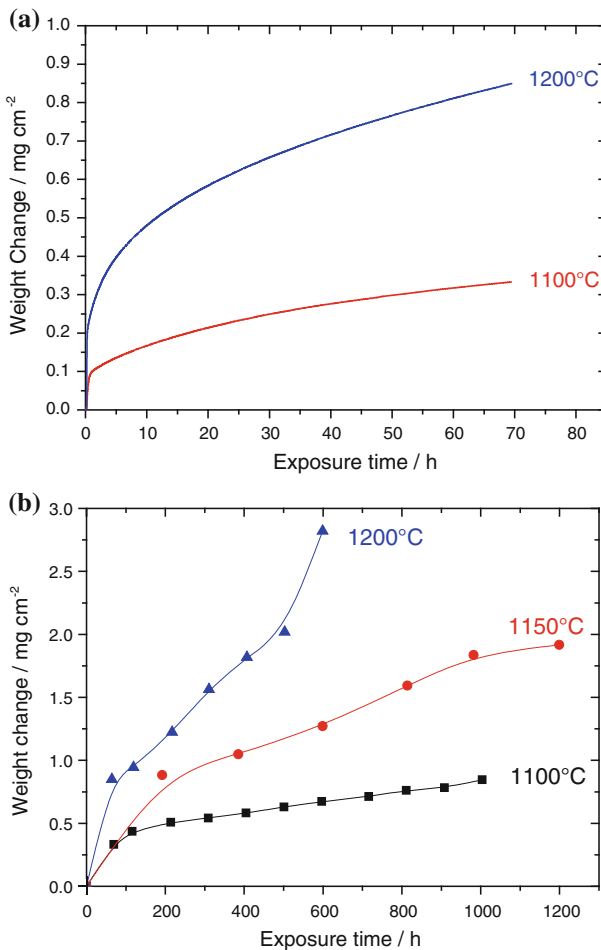 (a)
1.0
0.9
0.8
0.7
0.6
0.5
0.4
0.3
0.2
0.1
0.0
Weight Change / mg cm⁻²
1200°C
1100°C
0 10 20 30 40 50 60 70 80
Exposure time / h
(b)
3.0
2.5
2.0
1.5
1.0
0.5
0.0
Weight change / mg cm⁻²
1200°C
1150°C
1100°C
0 200 400 600 800 1000 1200
Exposure time / h